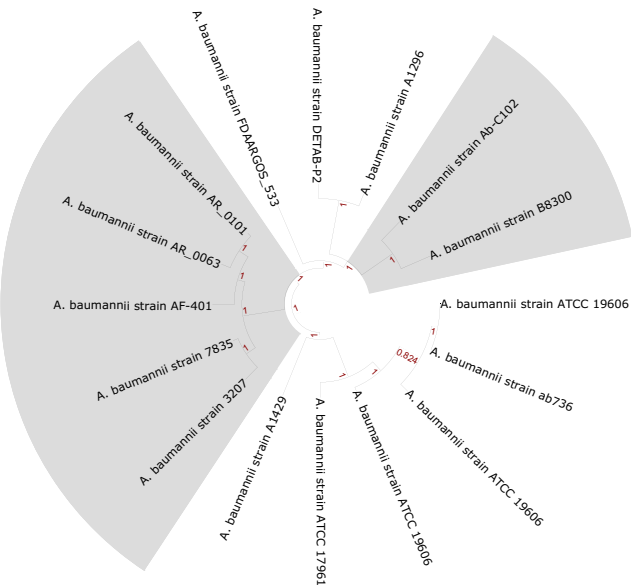 A. baumannii strain FDAARGOS_533
A. baumannii strain DETAB-P2
A. baumannii strain A1296
A. baumannii strain Ab-C102
A. baumannii strain B8300
A. baumannii strain ATCC 19606
A. baumannii strain ab736
A. baumannii strain ATCC 19606
A. baumannii strain ATCC 19606
A. baumannii strain ATCC 17961
A. baumannii strain A1429
A. baumannii strain 3207
A. baumannii strain 7835
A. baumannii strain AF-401
A. baumannii strain AR_0063
A. baumannii strain AR_0101
1
1
1
1
1
1
1
1
1
1
1
1
1
0.824
1